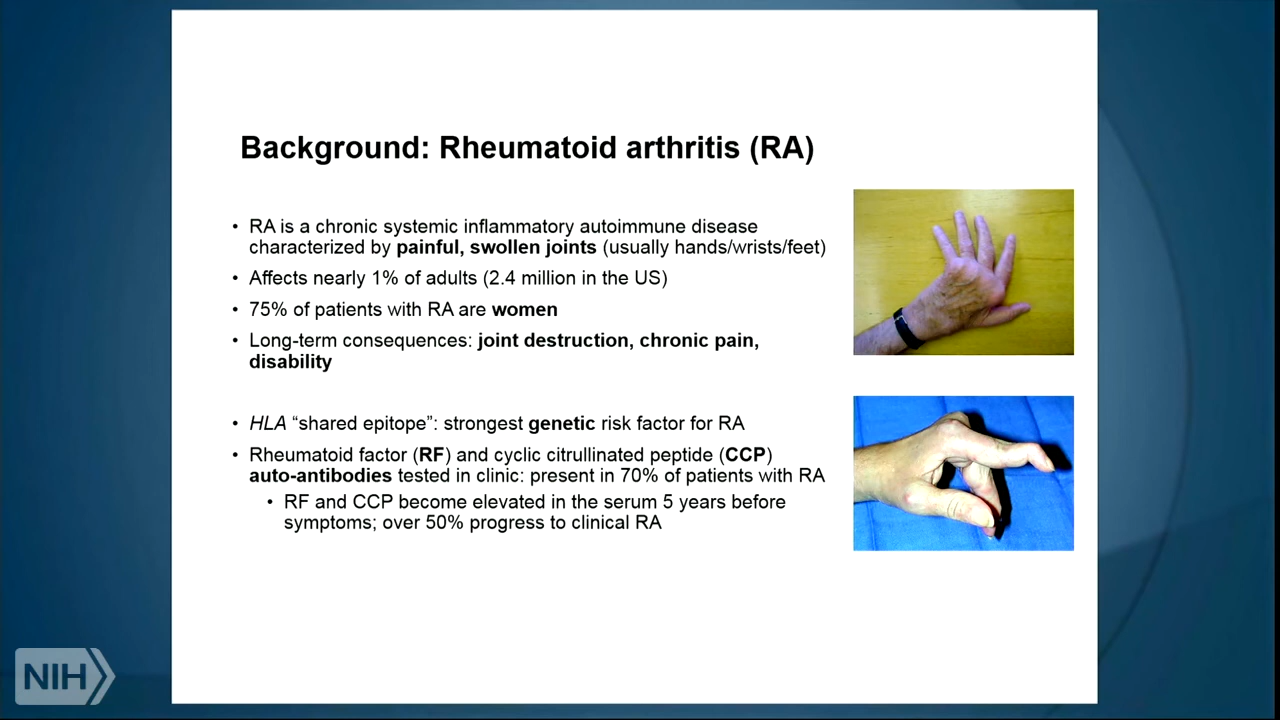 Background: Rheumatoid arthritis (RA)
• RA is a chronic systemic inflammatory autoimmune disease
characterized by painful, swollen joints (usually hands/wrists/feet)
• Affects nearly 1% of adults (2.4 million in the US)
• 75% of patients with RA are women
• Long-term consequences: joint destruction, chronic pain,
disability
• HLA “shared epitope”: strongest genetic risk factor for RA
• Rheumatoid factor (RF) and cyclic citrullinated peptide (CCP)
auto-antibodies tested in clinic: present in 70% of patients with RA
• RF and CCP become elevated in the serum 5 years before
symptoms; over 50% progress to clinical RA
NIH